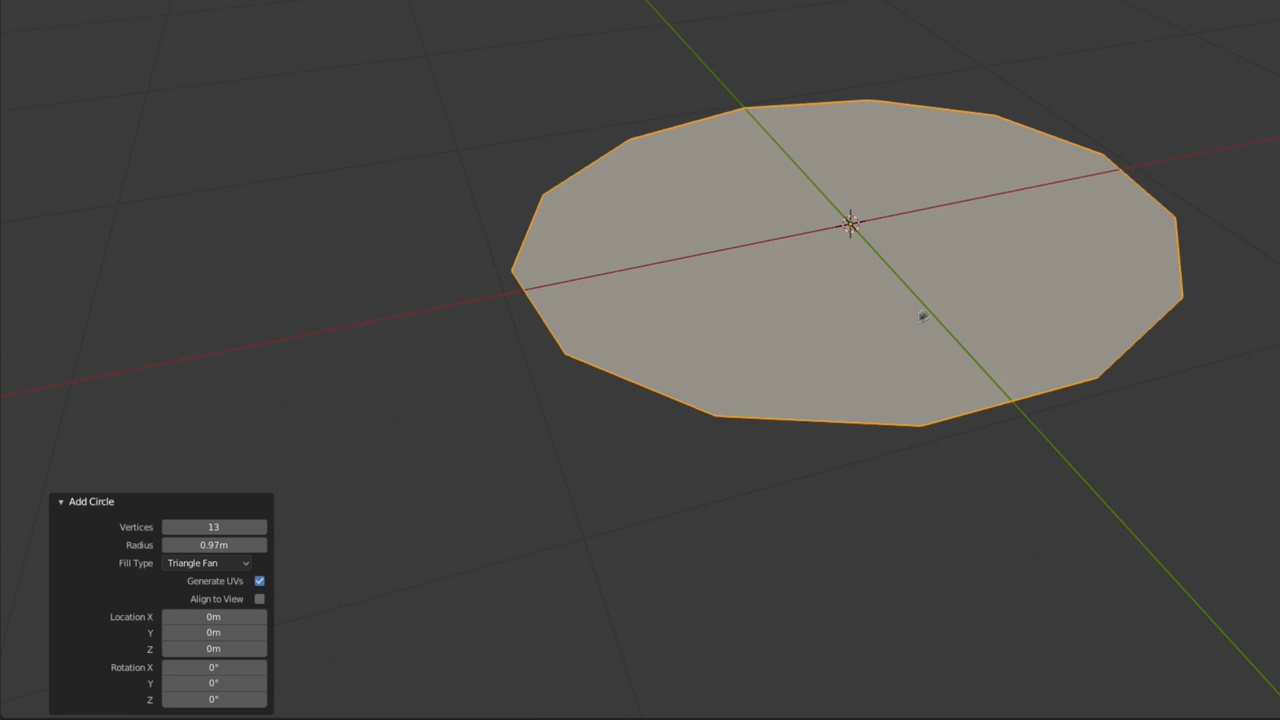 Add Circle
Vertices 13
Radius 0.97m
Fill Type Triangle Fan
Generate UVs
Align to View
Location X 0m
Y 0m
Z 0m
Rotation X 0°
Y 0°
Z 0°